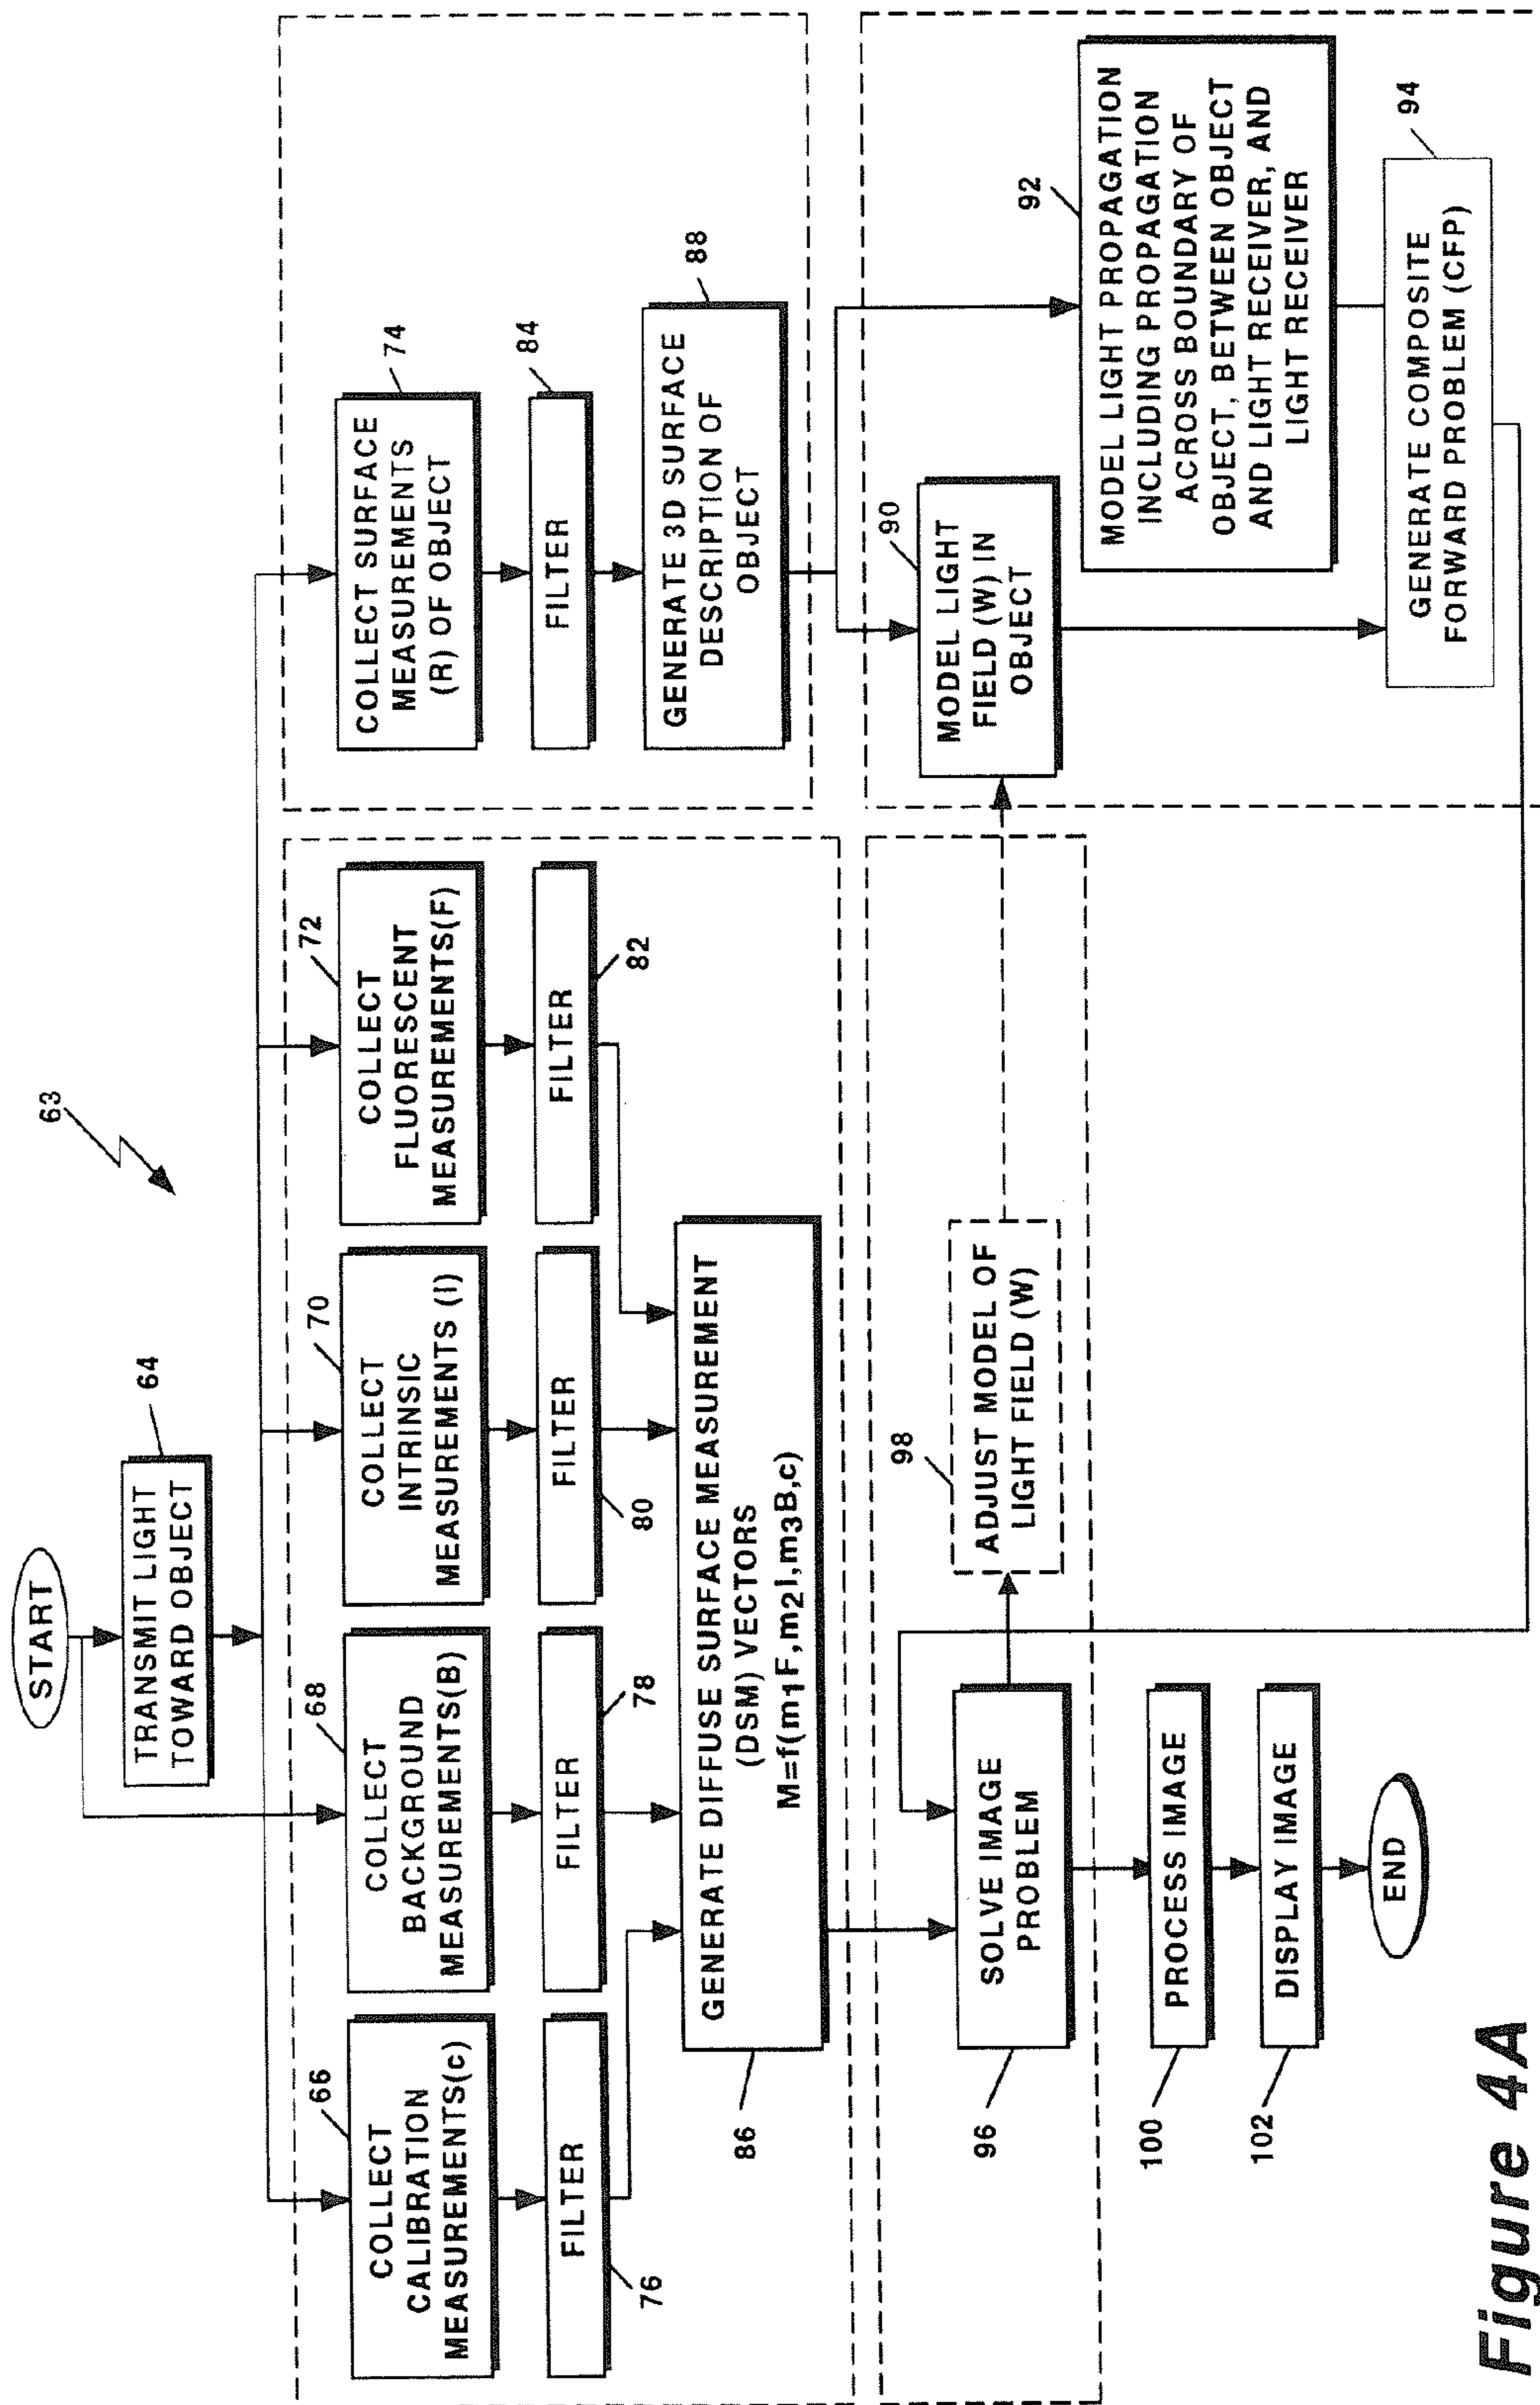 63
START
TRANSMIT LIGHT
TOWARD OBJECT
64
COLLECT
CALIBRATION
MEASUREMENTS(c)
66
COLLECT
BACKGROUND
MEASUREMENTS(B)
68
COLLECT
INTRINSIC
MEASUREMENTS (I)
70
COLLECT
FLUORESCENT
MEASUREMENTS(F)
72
COLLECT SURFACE
MEASUREMENTS
(R) OF OBJECT
74
FILTER
76
FILTER
78
FILTER
80
FILTER
82
FILTER
84
GENERATE DIFFUSE SURFACE MEASUREMENT
(DSM) VECTORS
M=f(m1F,m2I,m3B,c)
86
GENERATE 3D SURFACE
DESCRIPTION OF
OBJECT
88
MODEL LIGHT
FIELD (W) IN
OBJECT
90
MODEL LIGHT PROPAGATION
INCLUDING PROPAGATION
ACROSS BOUNDARY OF
OBJECT, BETWEEN OBJECT
AND LIGHT RECEIVER, AND
LIGHT RECEIVER
92
GENERATE COMPOSITE
FORWARD PROBLEM (CFP)
94
SOLVE IMAGE
PROBLEM
96
ADJUST MODEL OF
LIGHT FIELD (W)
98
PROCESS IMAGE
100
DISPLAY IMAGE
102
END
Figure 4A